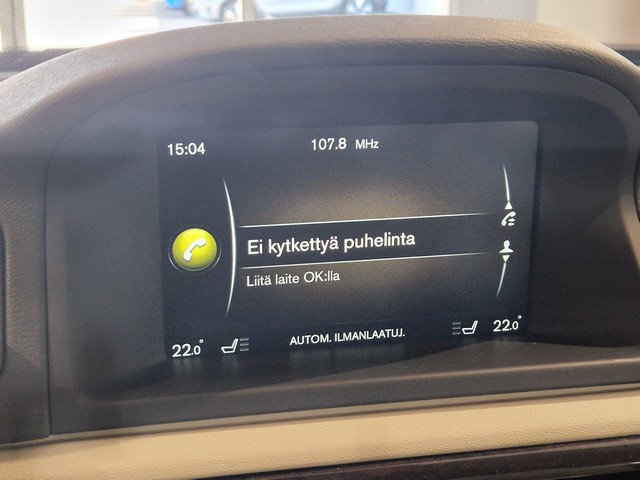 15:04 107.8 MHz
Ei kytkettyä puhelinta
Liitä laite OK:lla
22.0° AUTOM. ILMANLAATUJ. 22.0°